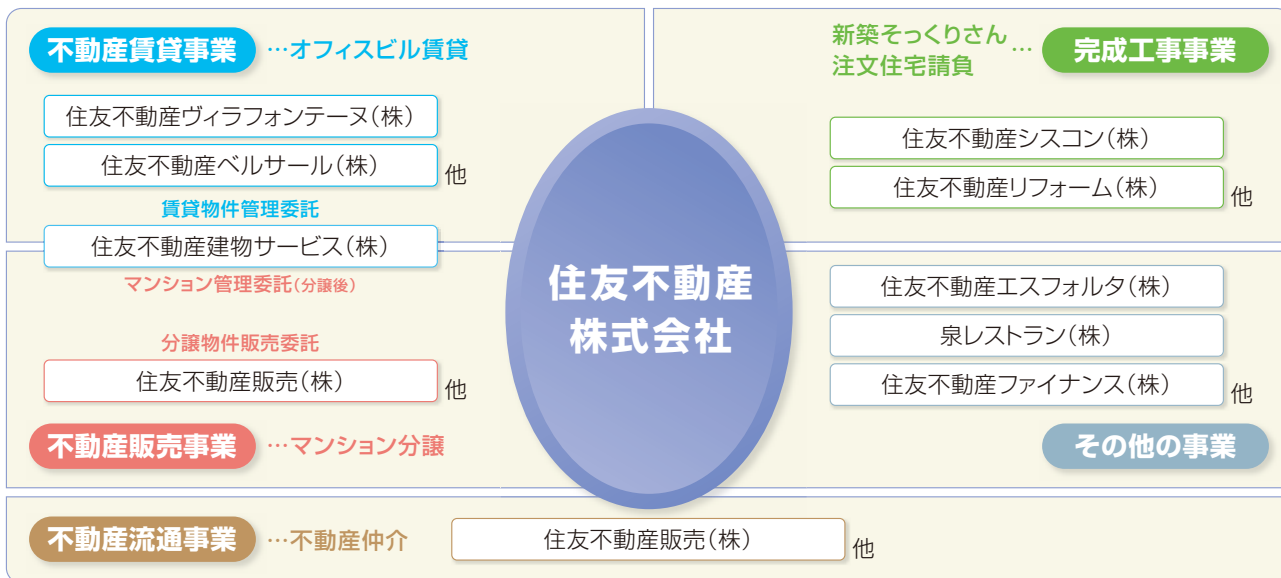 不動産賃貸事業 …オフィスビル賃貸
住友不動産ヴィラフォンテーヌ(株)
住友不動産ベルサール(株) 他
賃貸物件管理委託
住友不動産建物サービス(株)
マンション管理委託(分譲後)
分譲物件販売委託
住友不動産販売(株) 他
不動産販売事業 …マンション分譲
住友不動産
株式会社
新築そっくりさん
注文住宅請負 … 完成工事事業
住友不動産シスコン(株)
住友不動産リフォーム(株) 他
住友不動産エスフォルタ(株)
泉レストラン(株)
住友不動産ファイナンス(株) 他
その他の事業
不動産流通事業 …不動産仲介 住友不動産販売(株) 他